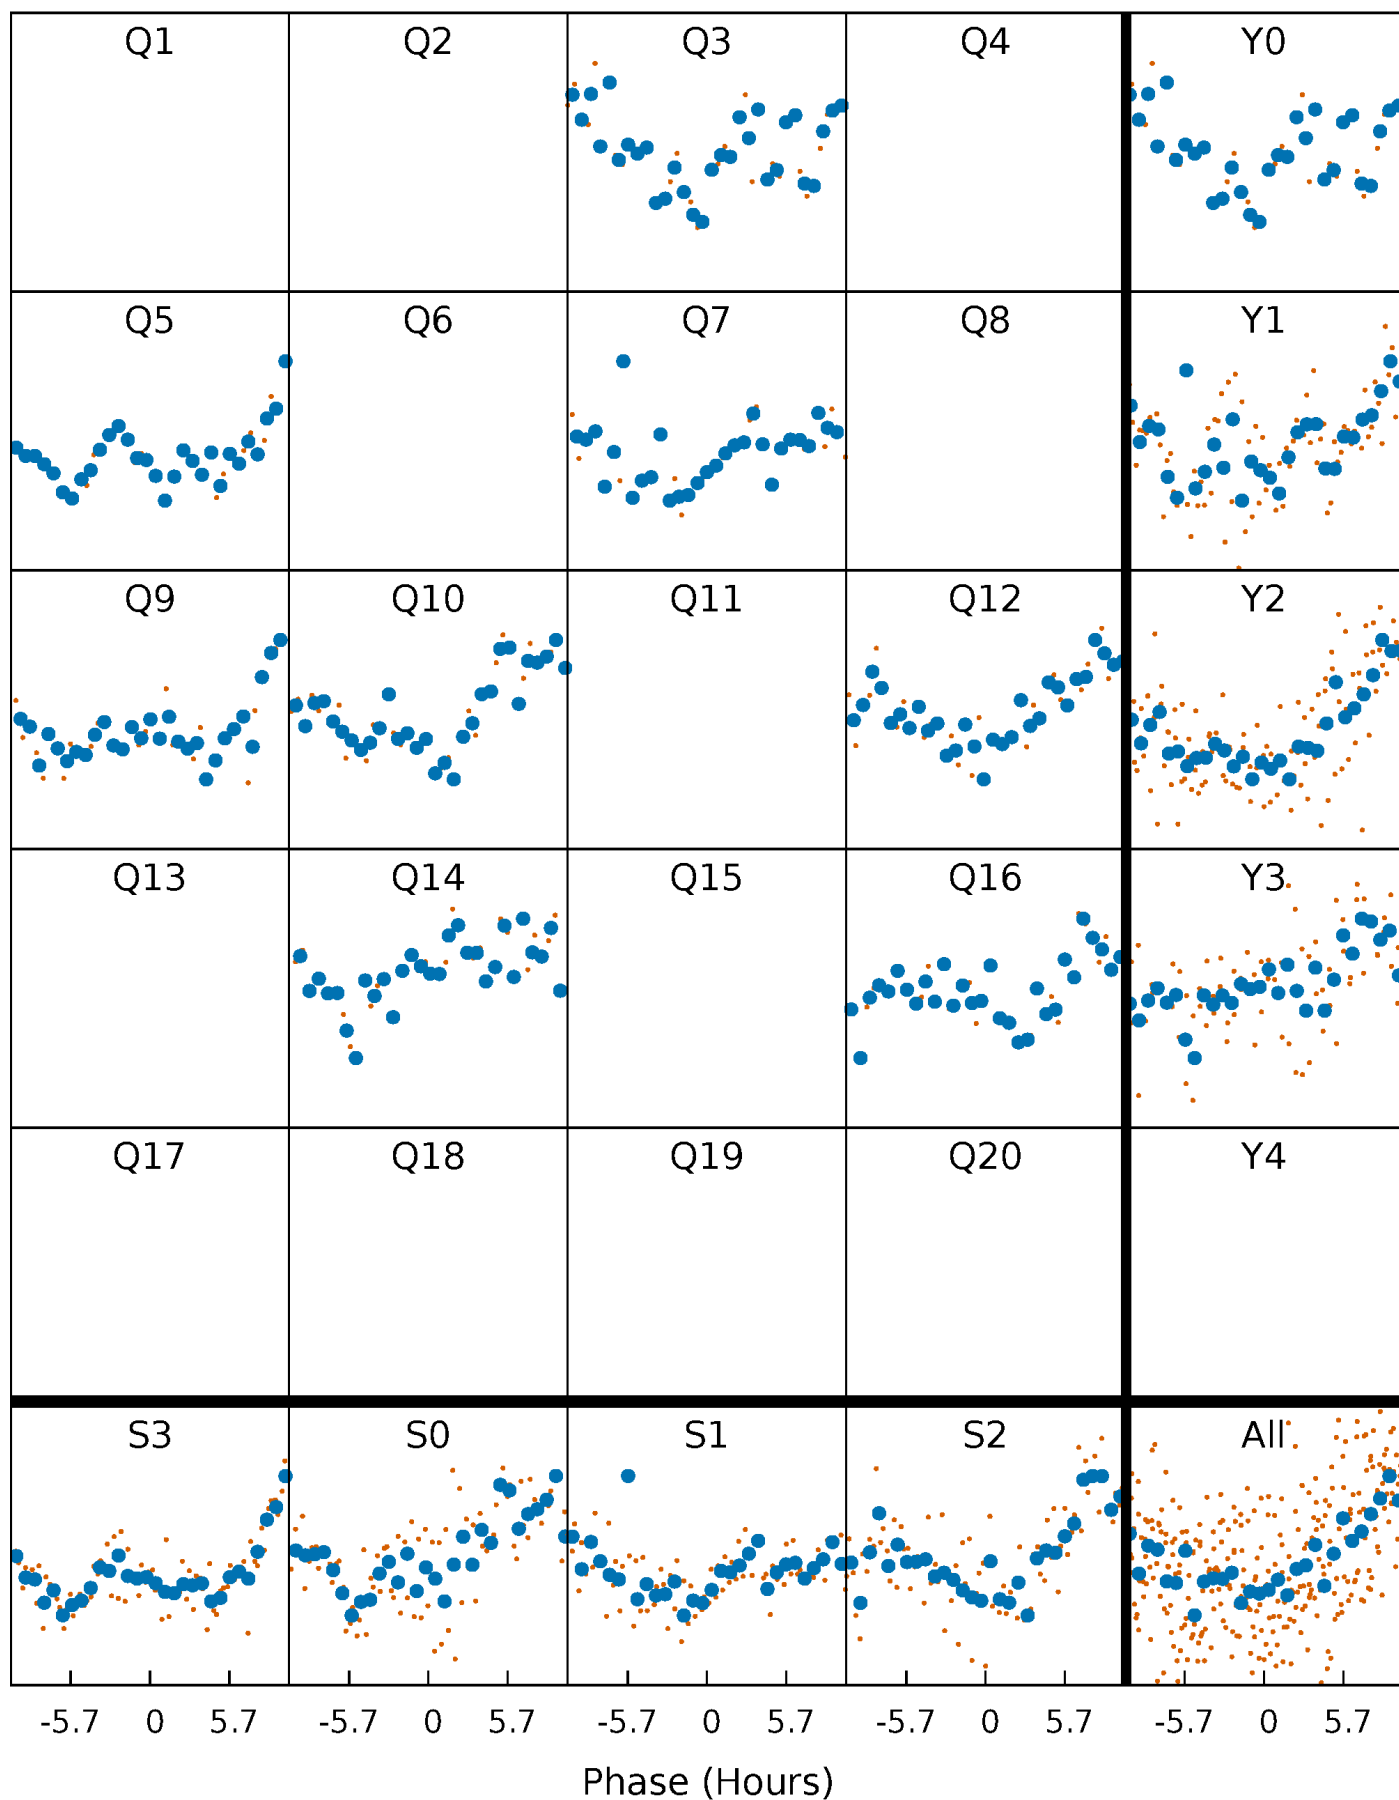 Q1 Q2 Q3 Q4 Y0
Q5 Q6 Q7 Q8 Y1
Q9 Q10 Q11 Q12 Y2
Q13 Q14 Q15 Q16 Y3
Q17 Q18 Q19 Q20 Y4
S3 S0 S1 S2 All
-5.7 0 5.7 -5.7 0 5.7 -5.7 0 5.7 -5.7 0 5.7 -5.7 0 5.7
Phase (Hours)